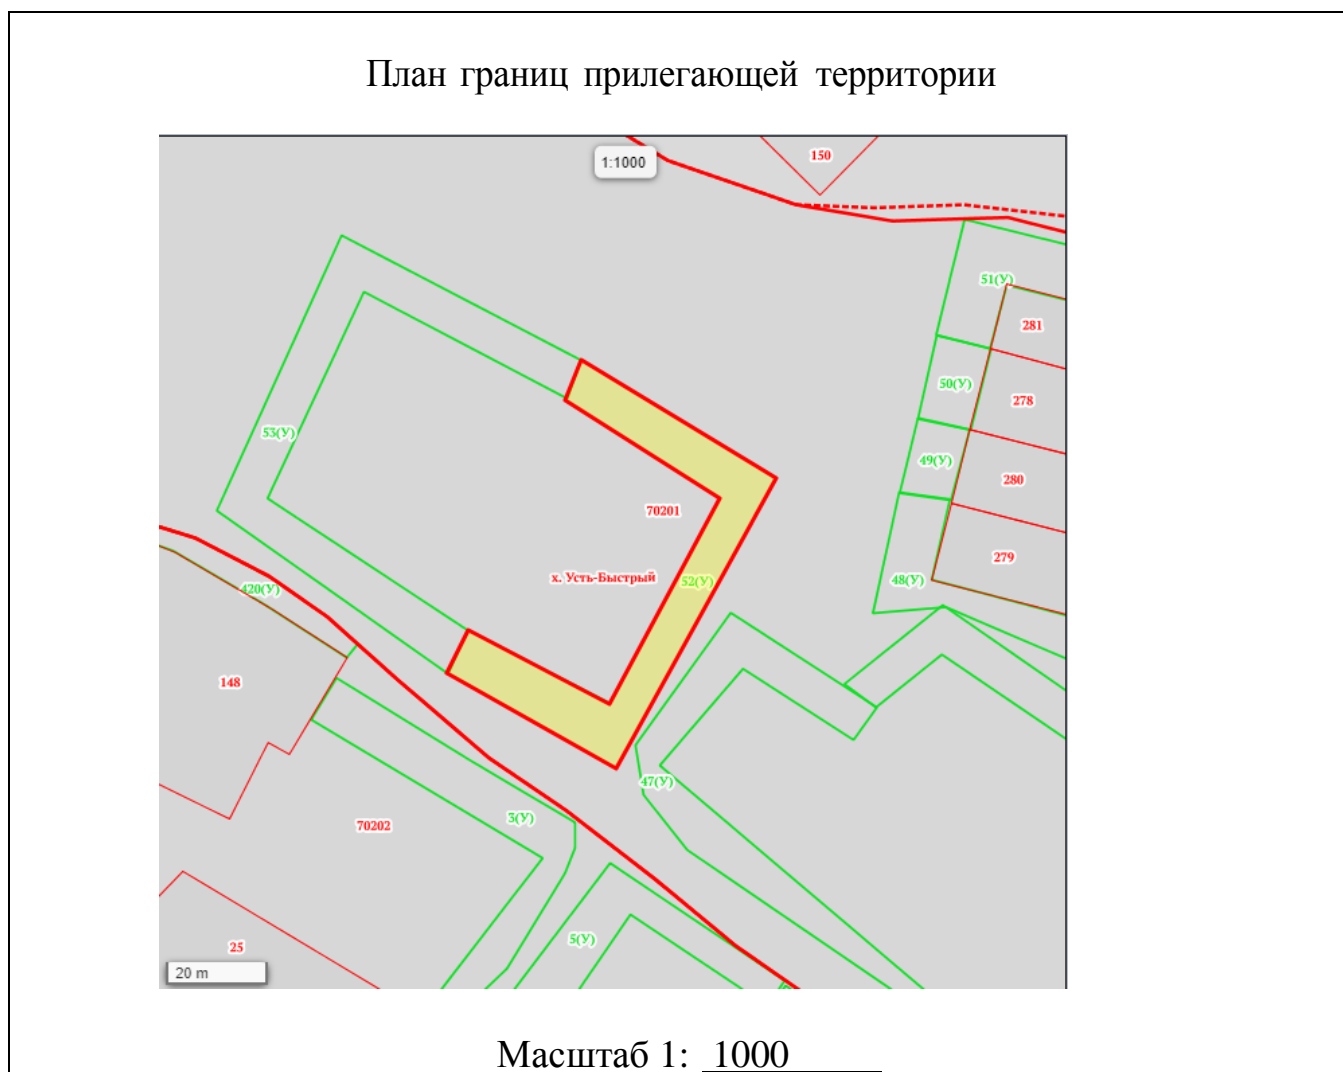 План границ прилегающей территории
1:1000
150
51(У)
281
50(У)
278
53(У)
49(У)
280
70201
279
х. Усть-Быстрый
52(У)
48(У)
420(У)
148
47(У)
3(У)
70202
5(У)
25
20 m
Масштаб 1: 1000